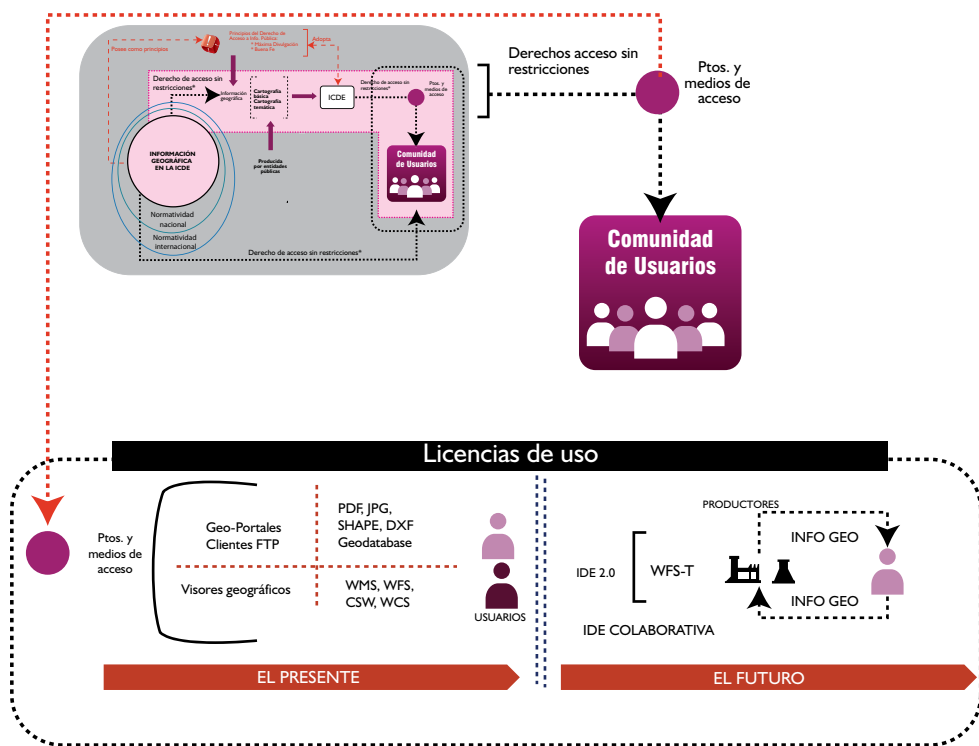 Posee como principios
Principios del Derecho de
Acceso a Info. Pública:
* Máxima Divulgación
* Buena Fe
Adopta
Derecho de acceso sin
restricciones*
Información
geográfica
Cartografía
básica
Cartografía
temática
ICDE
Derecho de acceso sin
restricciones*
Ptos. y
medios de
acceso
INFORMACIÓN
GEOGRÁFICA
EN LA ICDE
Producida
por entidades
públicas
Comunidad
de Usuarios
Normatividad
nacional
Normatividad
internacional
Derecho de acceso sin restricciones*
Derechos acceso sin
restricciones
Ptos. y
medios de
acceso
Comunidad
de Usuarios
Licencias de uso
Ptos. y
medios de
acceso
Geo-Portales
Clientes FTP
PDF, JPG,
SHAPE, DXF
Geodatabase
Visores geográficos
WMS, WFS,
CSW, WCS
USUARIOS
PRODUCTORES
INFO GEO
IDE 2.0
WFS-T
INFO GEO
IDE COLABORATIVA
EL PRESENTE
EL FUTURO